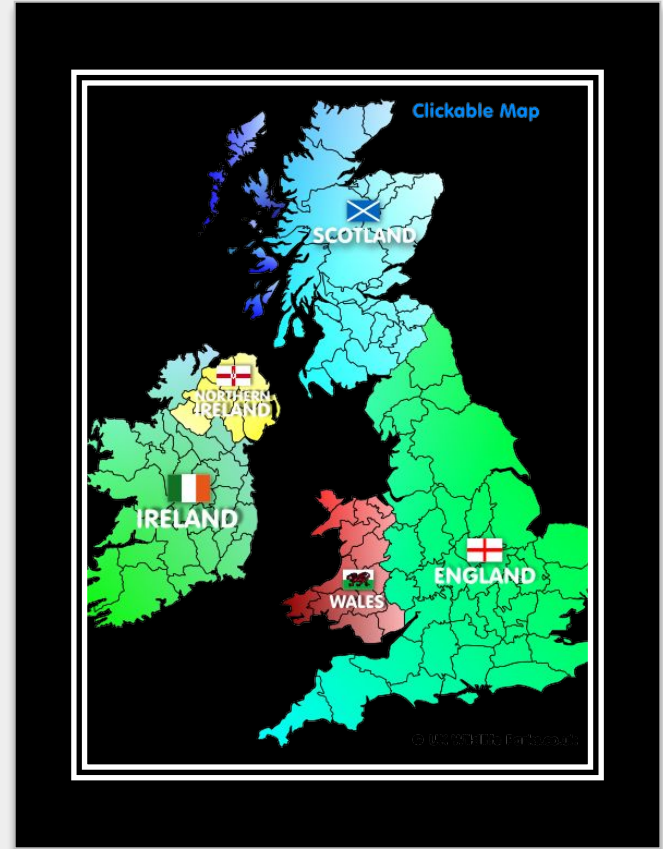 Clickable Map
SCOTLAND
NORTHERN
IRELAND
IRELAND
ENGLAND
WALES